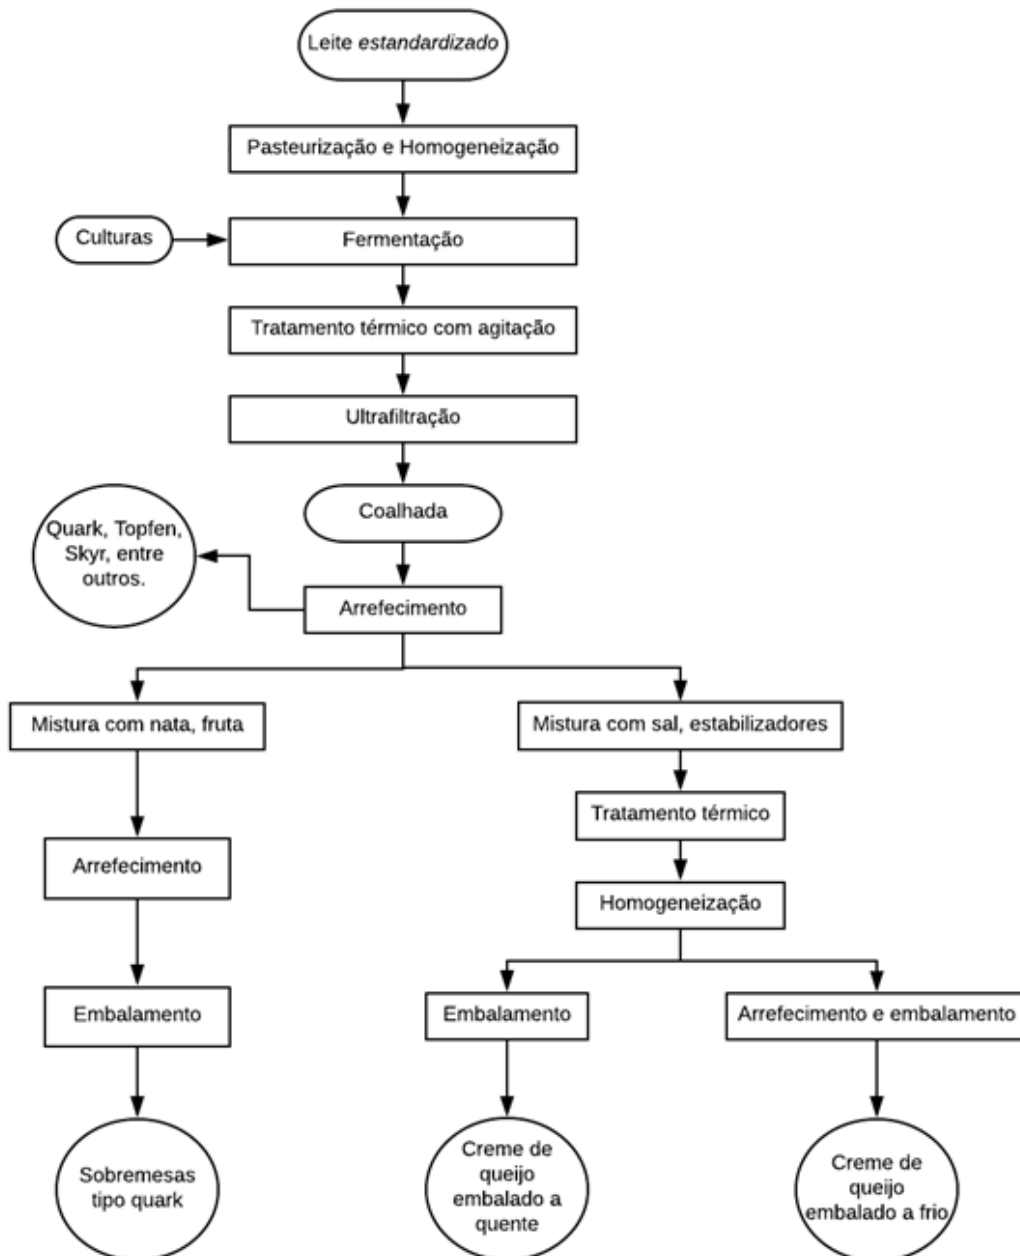 Leite estandardizado
Pasteurização e Homogeneização
Culturas
Fermentação
Tratamento térmico com agitação
Ultrafiltração
Coalhada
Quark, Topfen,
Skyr, entre
outros.
Arrefecimento
Mistura com nata, fruta
Mistura com sal, estabilizadores
Tratamento térmico
Arrefecimento
Homogeneização
Embalamento
Embalamento
Arrefecimento e embalamento
Sobremesas
tipo quark
Creme de
queijo
embalado a
quente
Creme de
queijo
embalado a frio